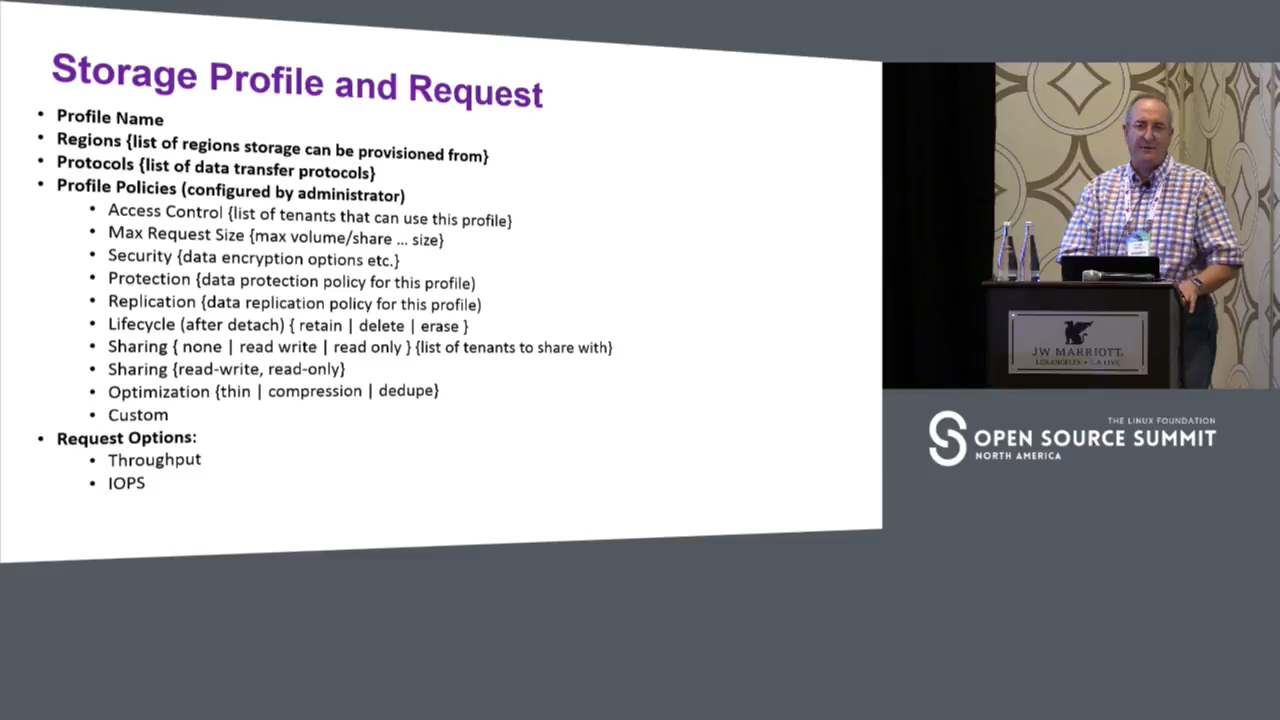 Storage Profile and Request
• Profile Name
• Regions {list of regions storage can be provisioned from}
• Protocols {list of data transfer protocols}
• Profile Policies (configured by administrator)
• Access Control {list of tenants that can use this profile}
• Max Request Size {max volume/share ... size}
• Security {data encryption options etc.}
• Protection {data protection policy for this profile)
• Replication {data replication policy for this profile)
• Lifecycle (after detach) { retain | delete | erase }
• Sharing { none | read write | read only } {list of tenants to share with}
• Sharing {read-write, read-only}
• Optimization {thin | compression | dedupe}
• Custom
• Request Options:
• Throughput
• IOPS
JW MARRIOTT.
LOS ANGELES • L.A. LIVE
THE LINUX FOUNDATION
OPEN SOURCE SUMMIT
NORTH AMERICA